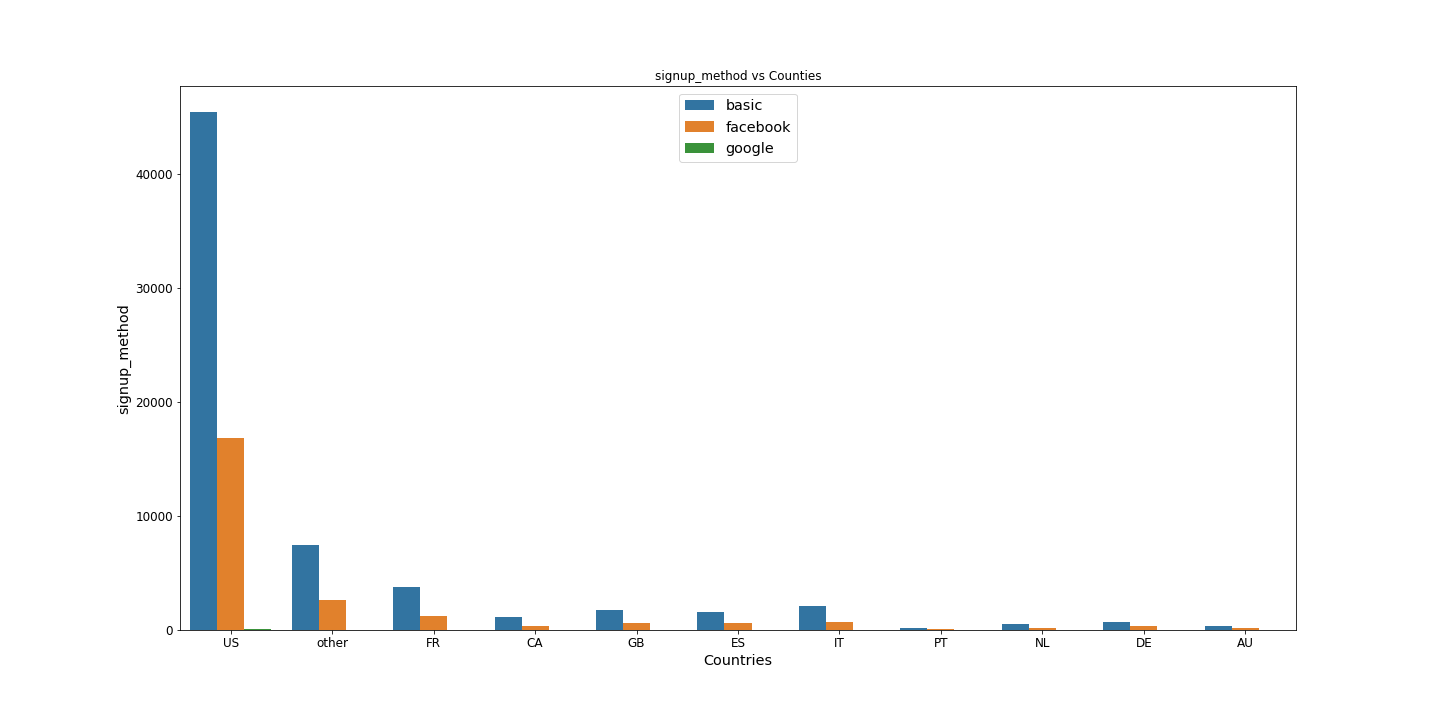 signup_method vs Counties
basic
facebook
google
40000
30000
20000
10000
0
signup_method
US other FR CA GB ES IT PT NL DE AU
Countries